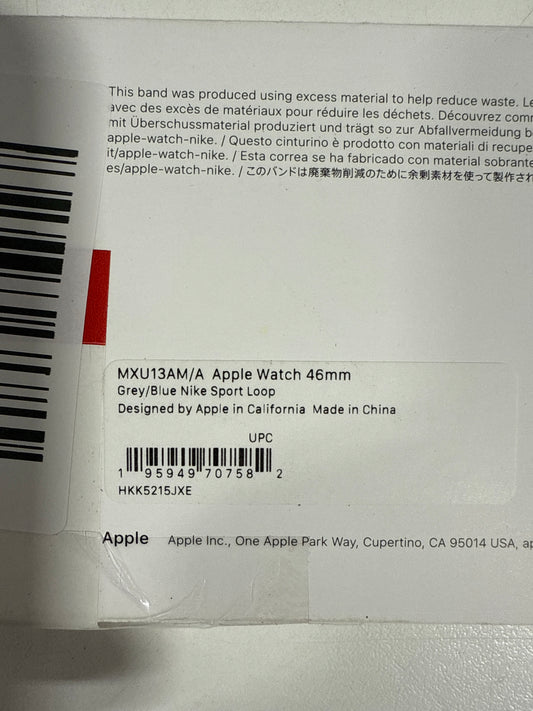 This band was produced using excess material to help reduce waste.
avec des excès de matériaux pour réduire les déchets. Découvrez
mit Überschussmaterial produziert und trägt so zur Abfallvermeidung
apple-watch-nike. / Questo cinturino è prodotto con materiali di
it/apple-watch-nike. / Esta correa se ha fabricado con material
es/apple-watch-nike. / このバンドは廃棄物削減のために余剰素材を使って製作
MXU13AM/A Apple Watch 46mm
Grey/Blue Nike Sport Loop
Designed by Apple in California Made in China
UPC
1 95949 70758 2
HKK5215JXE
Apple Apple Inc., One Apple Park Way, Cupertino, CA 95014 USA,